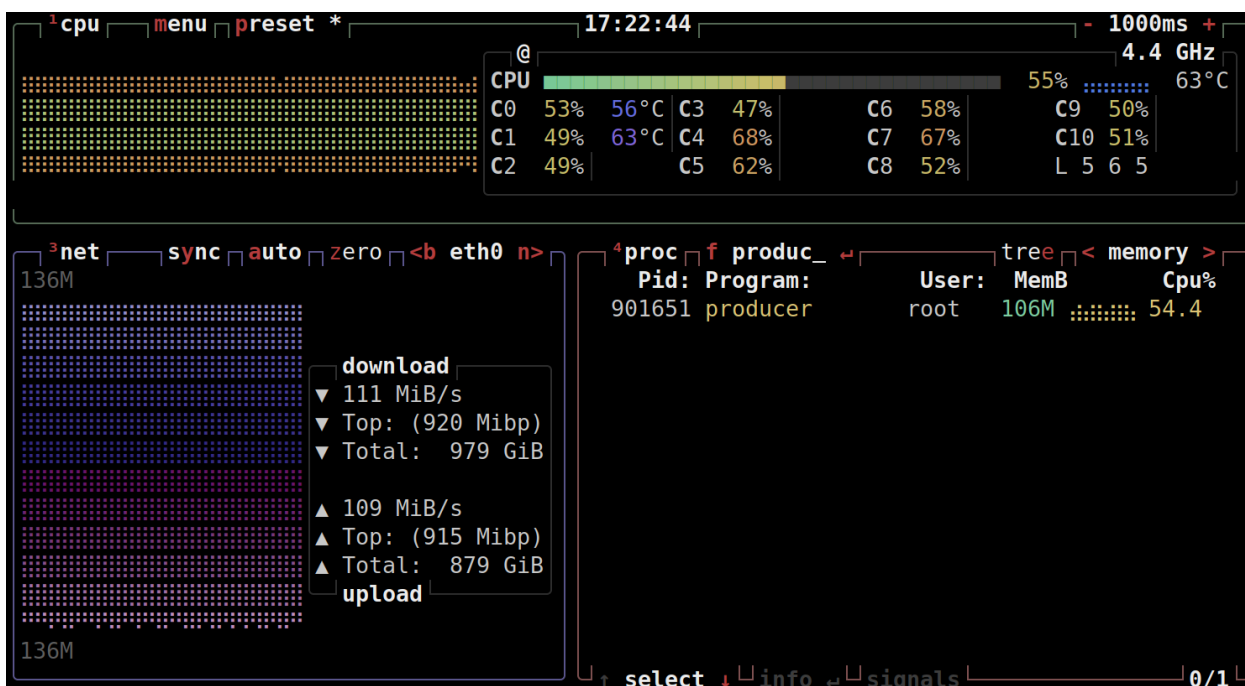 ¹cpu menu preset * 17:22:44 - 1000ms +
@ 4.4 GHz
CPU 55% 63°C
C0 53% 56°C C3 47% C6 58% C9 50%
C1 49% 63°C C4 68% C7 67% C10 51%
C2 49% C5 62% C8 52% L 5 6 5
³net sync auto zero <b eth0 n>
136M
download
▼ 111 MiB/s
▼ Top: (920 Mibp)
▼ Total: 979 GiB
▲ 109 MiB/s
▲ Top: (915 Mibp)
▲ Total: 879 GiB
upload
136M
⁴proc f produc_ ↵ tree < memory >
Pid: Program: User: MemB Cpu%
901651 producer root 106M 54.4
↑ select ↓ info ↵ signals 0/1